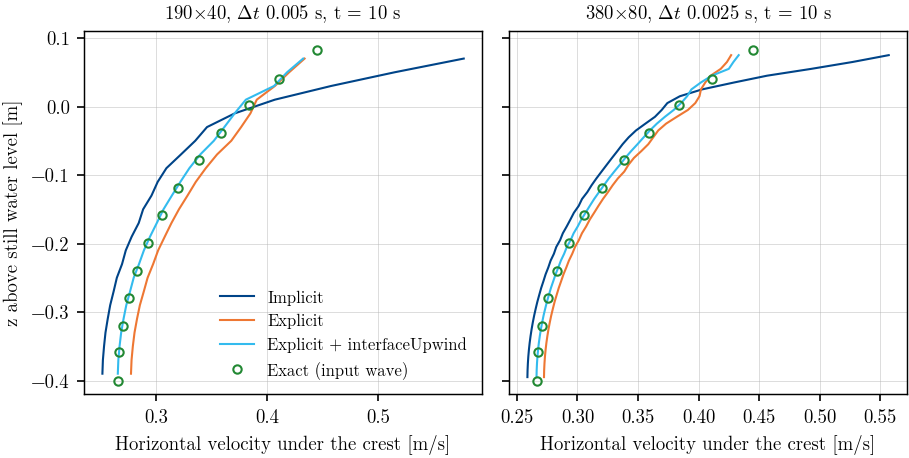 190×40, Δt 0.005 s, t = 10 s
380×80, Δt 0.0025 s, t = 10 s
z above still water level [m]
0.1
0.0
−0.1
−0.2
−0.3
−0.4
Implicit
Explicit
Explicit + interfaceUpwind
Exact (input wave)
0.3 0.4 0.5
0.25 0.30 0.35 0.40 0.45 0.50 0.55
Horizontal velocity under the crest [m/s]
Horizontal velocity under the crest [m/s]